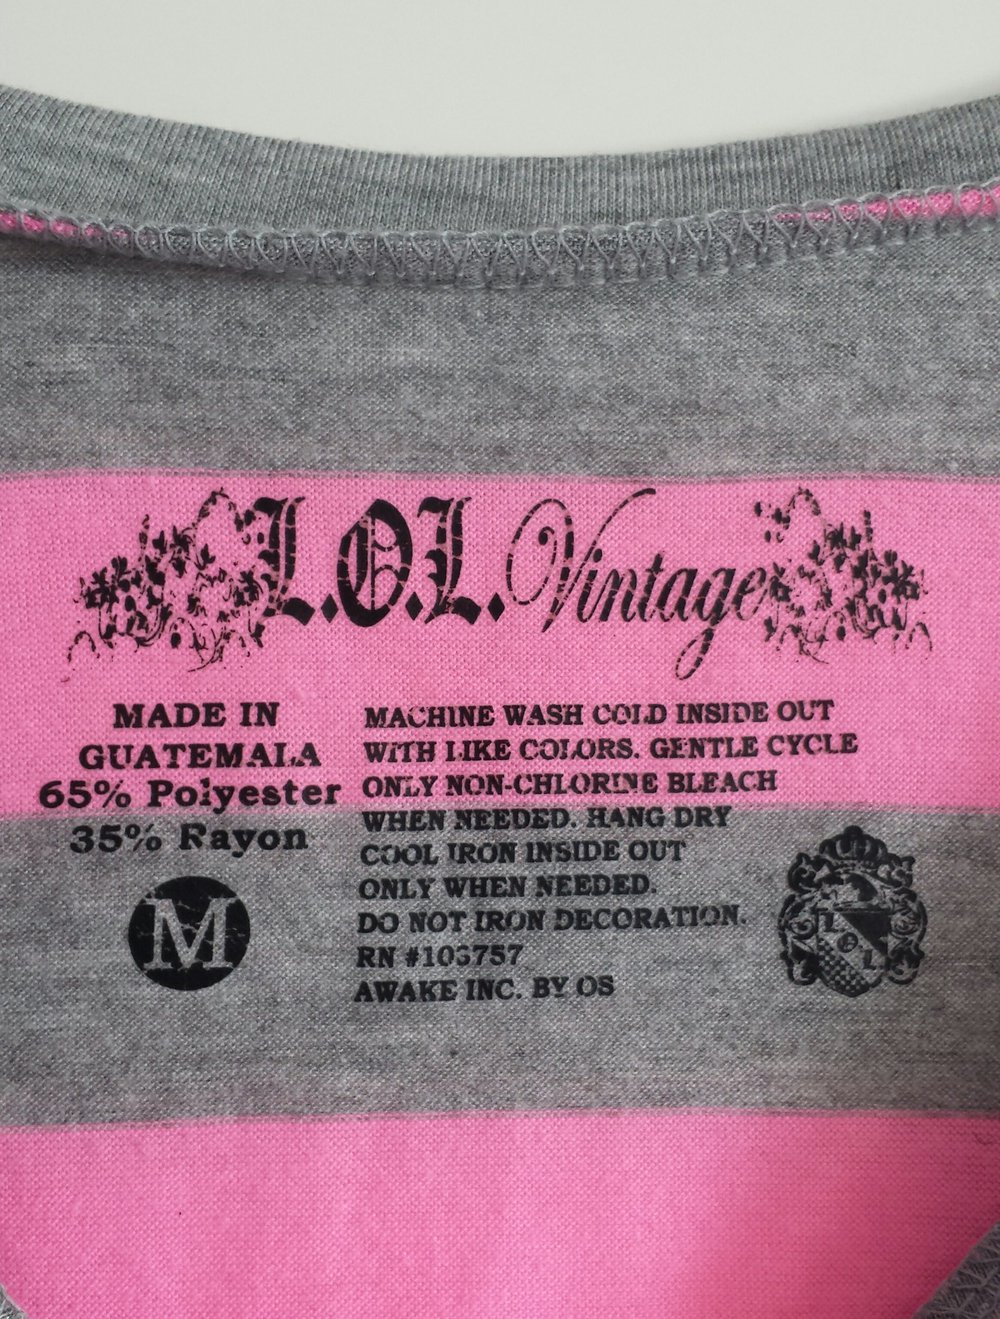 L.O.L. Vintage
MADE IN
GUATEMALA
65% Polyester
35% Rayon
M
MACHINE WASH COLD INSIDE OUT
WITH LIKE COLORS. GENTLE CYCLE
ONLY NON-CHLORINE BLEACH
WHEN NEEDED. HANG DRY
COOL IRON INSIDE OUT
ONLY WHEN NEEDED.
DO NOT IRON DECORATION.
RN #103757
AWAKE INC. BY OS
L
O
L